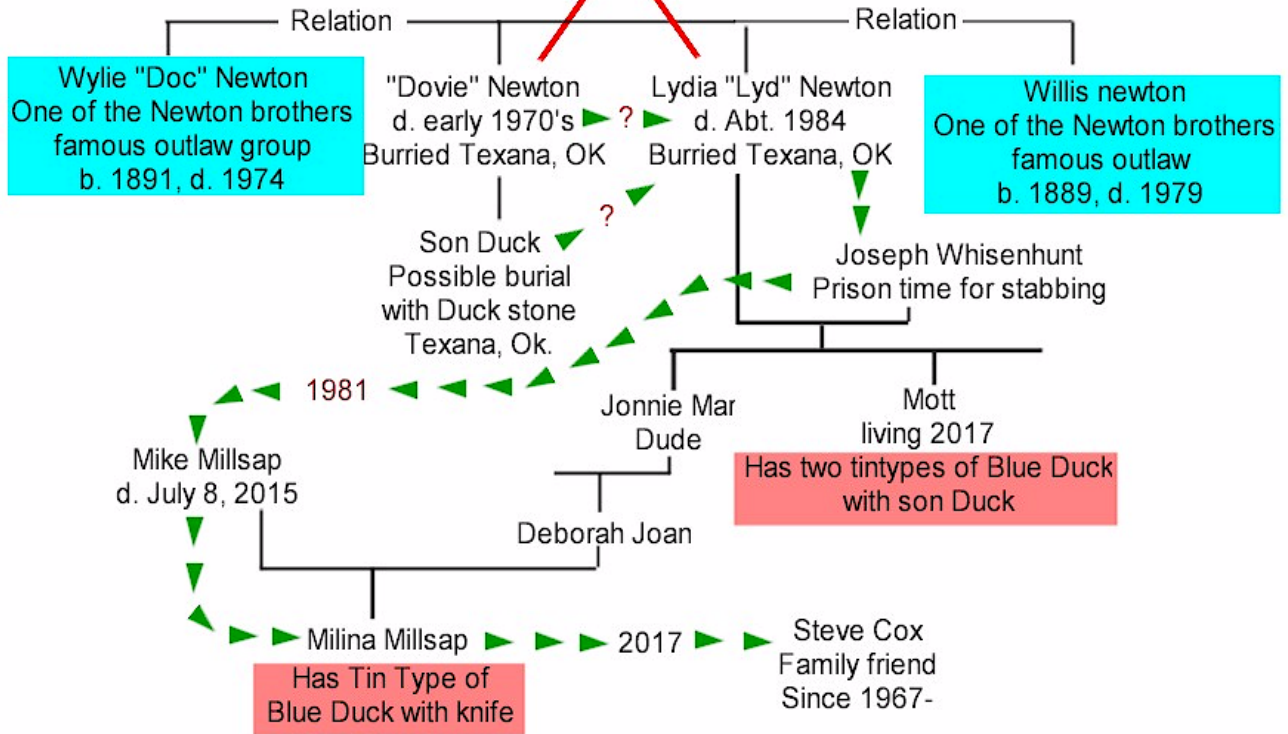 Relation
Relation
Wylie "Doc" Newton
One of the Newton brothers
famous outlaw group
b. 1891, d. 1974
"Dovie" Newton
d. early 1970's
Burried Texana, OK
?
Lydia "Lyd" Newton
d. Abt. 1984
Burried Texana, OK
Willis newton
One of the Newton brothers
famous outlaw
b. 1889, d. 1979
Son Duck
Possible burial
with Duck stone
Texana, Ok.
?
Joseph Whisenhunt
Prison time for stabbing
1981
Jonnie Mar
Dude
Mott
living 2017
Has two tintypes of Blue Duck
with son Duck
Mike Millsap
d. July 8, 2015
Deborah Joan
Milina Millsap
Has Tin Type of
Blue Duck with knife
2017
Steve Cox
Family friend
Since 1967-